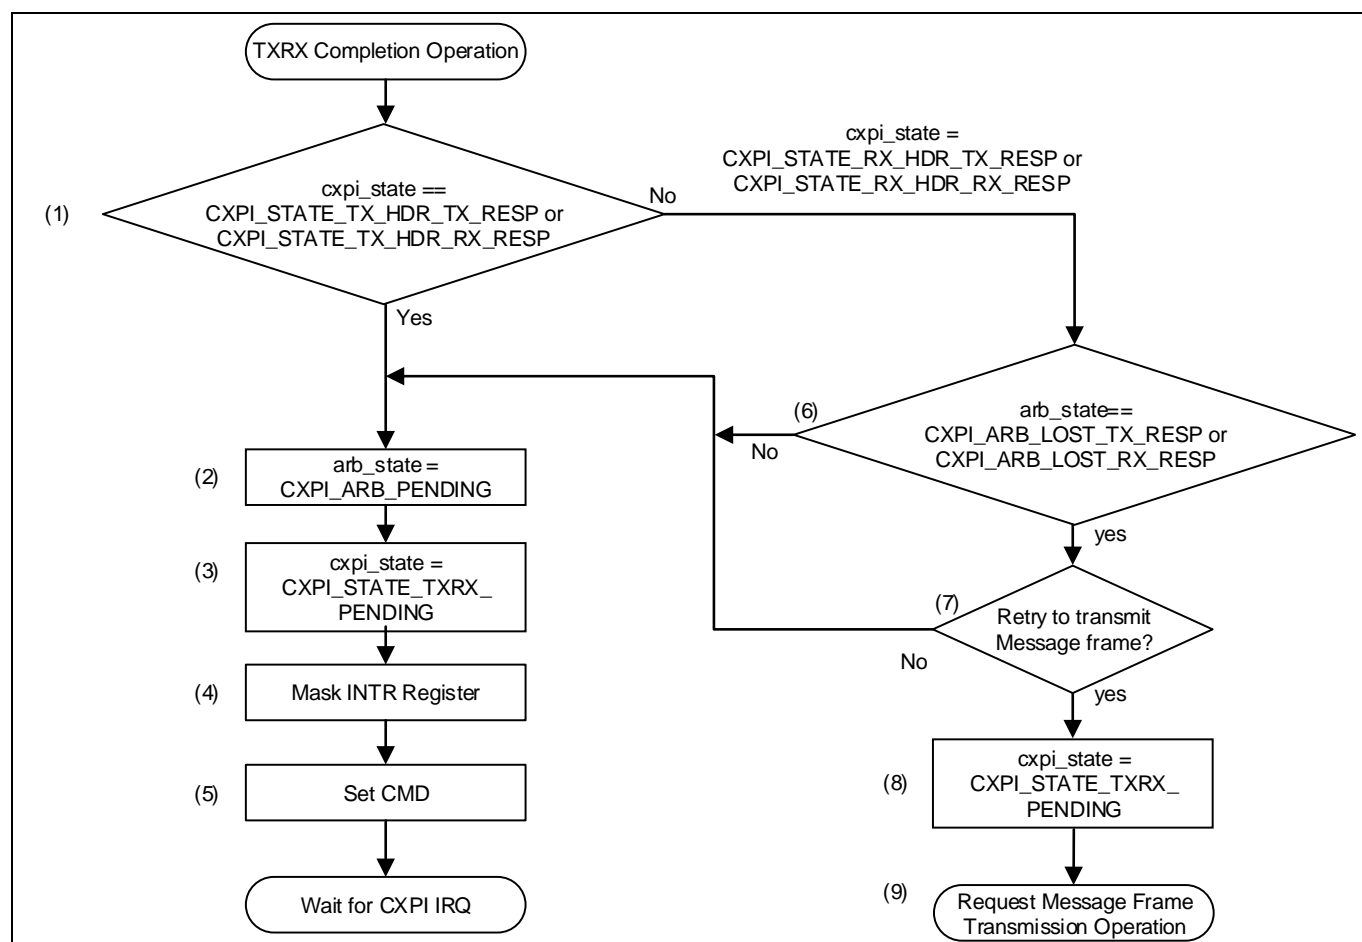 TXRX Completion Operation
(1)
cxpi_state ==
CXPI_STATE_TX_HDR_TX_RESP or
CXPI_STATE_TX_HDR_RX_RESP
No
cxpi_state =
CXPI_STATE_RX_HDR_TX_RESP or
CXPI_STATE_RX_HDR_RX_RESP
Yes
(6)
arb_state==
CXPI_ARB_LOST_TX_RESP or
CXPI_ARB_LOST_RX_RESP
No
yes
(2)
arb_state =
CXPI_ARB_PENDING
(3)
cxpi_state =
CXPI_STATE_TXRX_
PENDING
(7)
Retry to transmit
Message frame?
No
yes
(4)
Mask INTR Register
(5)
Set CMD
(8)
cxpi_state =
CXPI_STATE_TXRX_
PENDING
Wait for CXPI IRQ
(9)
Request Message Frame
Transmission Operation